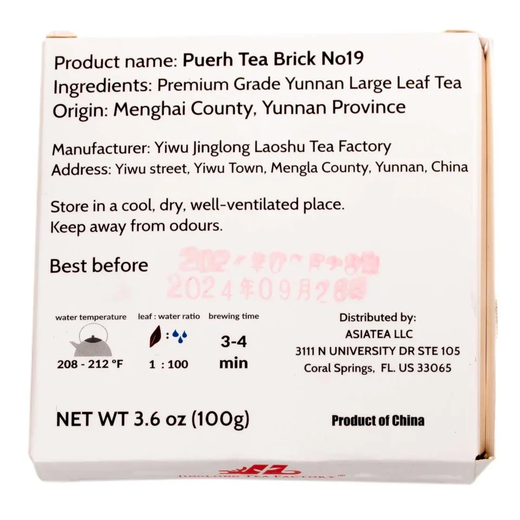 Product name: Puerh Tea Brick No19
Ingredients: Premium Grade Yunnan Large Leaf Tea
Origin: Menghai County, Yunnan Province
Manufacturer: Yiwu Jinglong Laoshu Tea Factory
Address: Yiwu street, Yiwu Town, Mengla County, Yunnan, China
Store in a cool, dry, well-ventilated place.
Keep away from odours.
Best before
2024年09月28
water temperature
208 - 212 °F
leaf : water ratio
1 : 100
brewing time
3-4
min
Distributed by:
ASIATEA LLC
3111 N UNIVERSITY DR STE 105
Coral Springs, FL. US 33065
NET WT 3.6 oz (100g)
Product of China